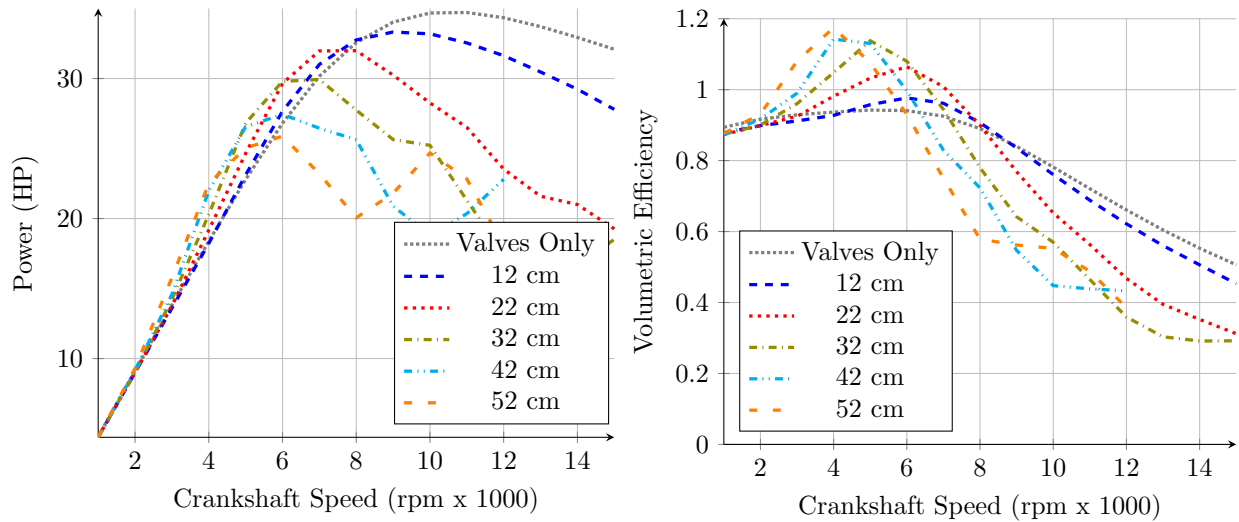 30
20
10
Power (HP)
2 4 6 8 10 12 14
Crankshaft Speed (rpm x 1000)
Valves Only
12 cm
22 cm
32 cm
42 cm
52 cm
1.2
1
0.8
0.6
0.4
0.2
0
Volumetric Efficiency
2 4 6 8 10 12 14
Crankshaft Speed (rpm x 1000)
Valves Only
12 cm
22 cm
32 cm
42 cm
52 cm